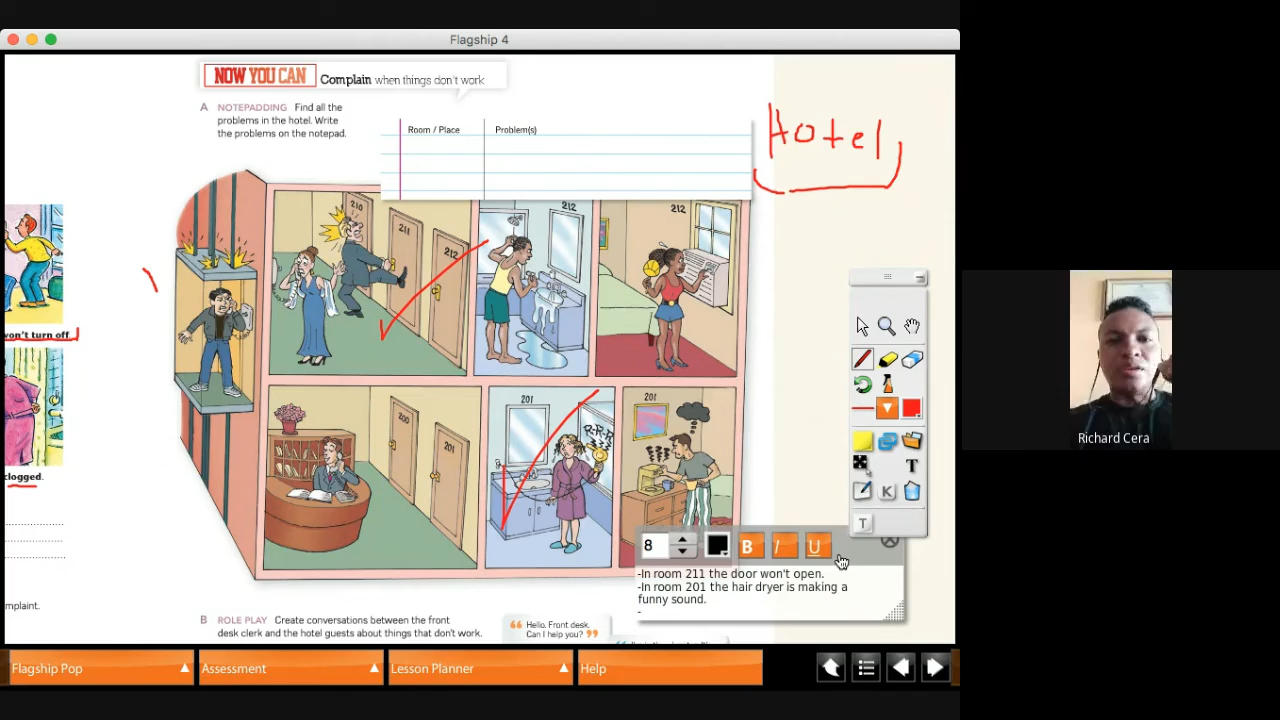 Flagship 4
NOW YOU CAN Complain when things don't work
A NOTEPADDING Find all the
problems in the hotel. Write
the problems on the notepad.
Room / Place Problem(s)
Hotel
210
211
212
212
212
won't turn off.
clogged.
200
201
201
R-R-R
201
8 B I U
-In room 211 the door won't open.
-In room 201 the hair dryer is making a
funny sound.
-
T
K
T
omplaint.
B ROLE PLAY Create conversations between the front
desk clerk and the hotel guests about things that don't work.
“ Hello. Front desk.
Can I help you? ”
Flagship Pop
Assessment
Lesson Planner
Help
Richard Cera